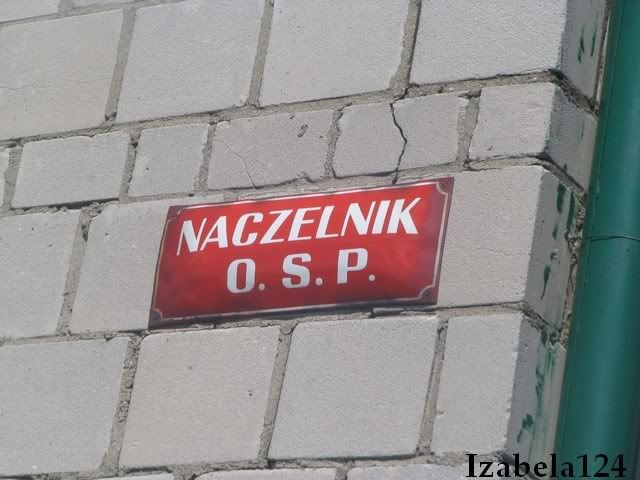 NACZELNIK
O. S. P.
Izabela124